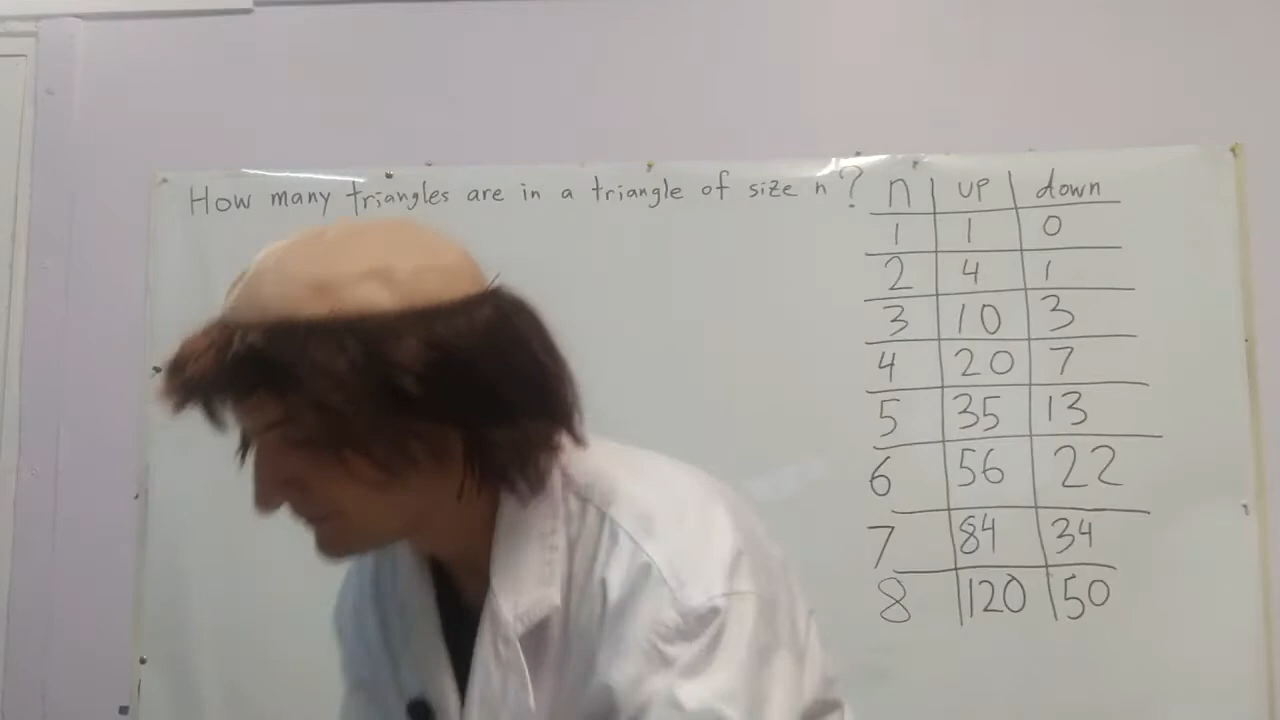 How many triangles are in a triangle of size n?
n up down
1 1 0
2 4 1
3 10 3
4 20 7
5 35 13
6 56 22
7 84 34
8 120 50